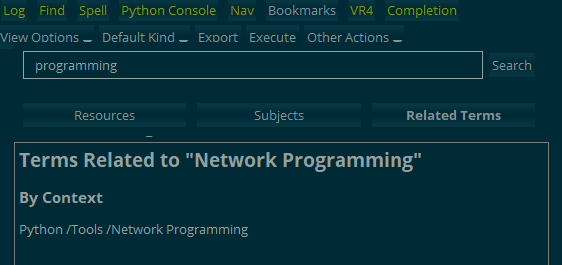 Log Find Spell Python Console Nav Bookmarks VR4 Completion
View Options Default Kind Export Execute Other Actions
programming Search
Resources Subjects Related Terms
Terms Related to "Network Programming"
By Context
Python /Tools /Network Programming